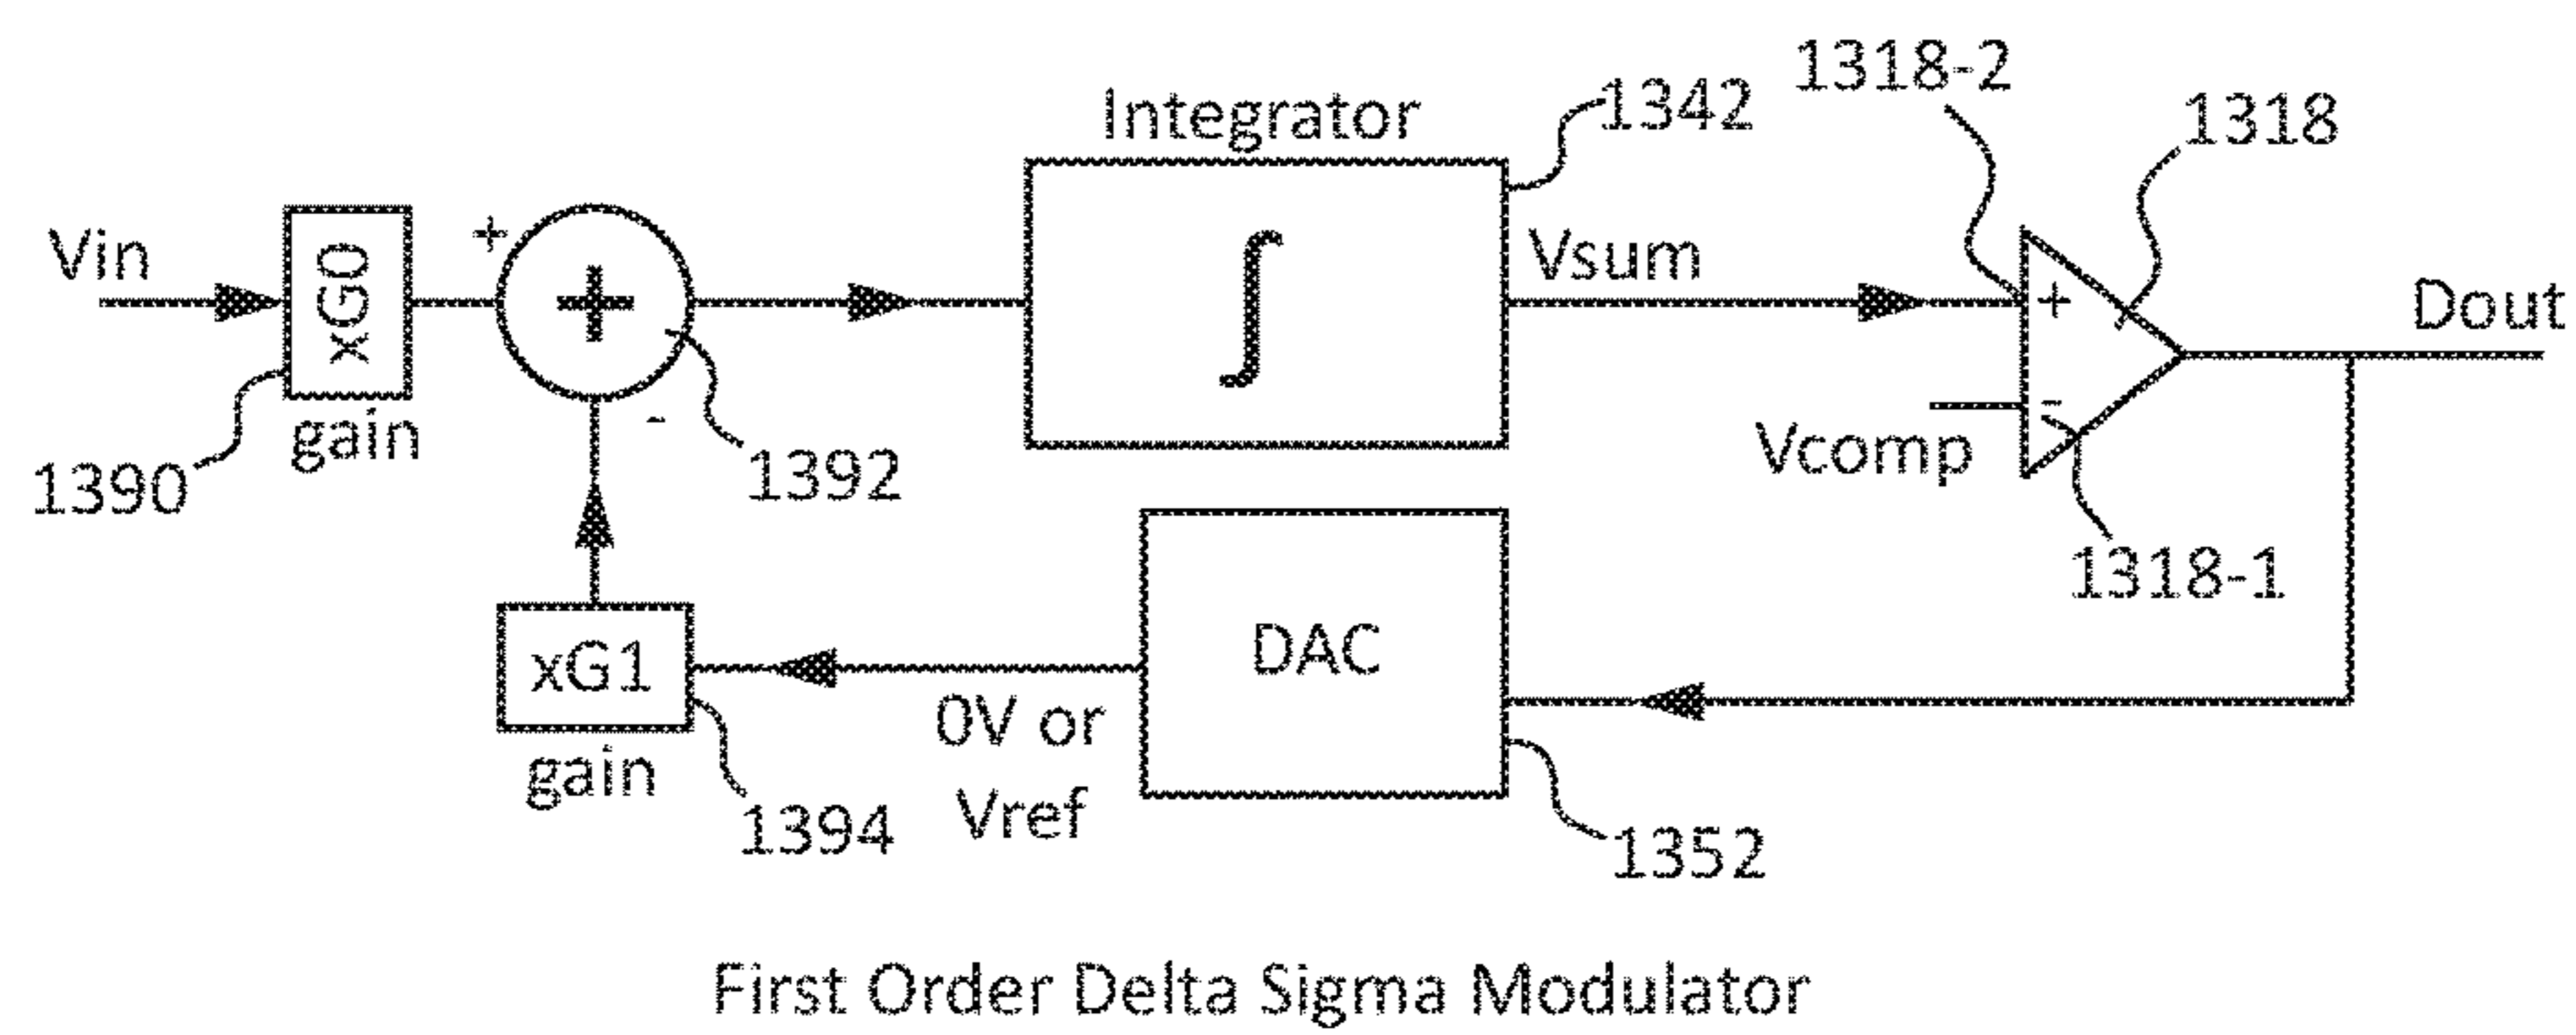 1318-2
Integrator
1342
1318
Vin
xG0
+
+
∫
Vsum
+
Dout
gain
-
-
1390
1392
Vcomp
1318-1
xG1
DAC
0V or
Vref
gain
1394
1352
First Order Delta Sigma Modulator